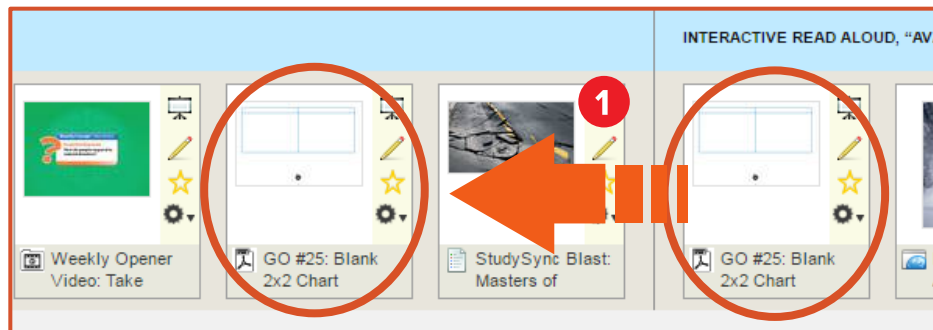 INTERACTIVE READ ALOUD, “AV
1
Weekly Opener
Video: Take
GO #25: Blank
2x2 Chart
StudySync Blast:
Masters of
GO #25: Blank
2x2 Chart